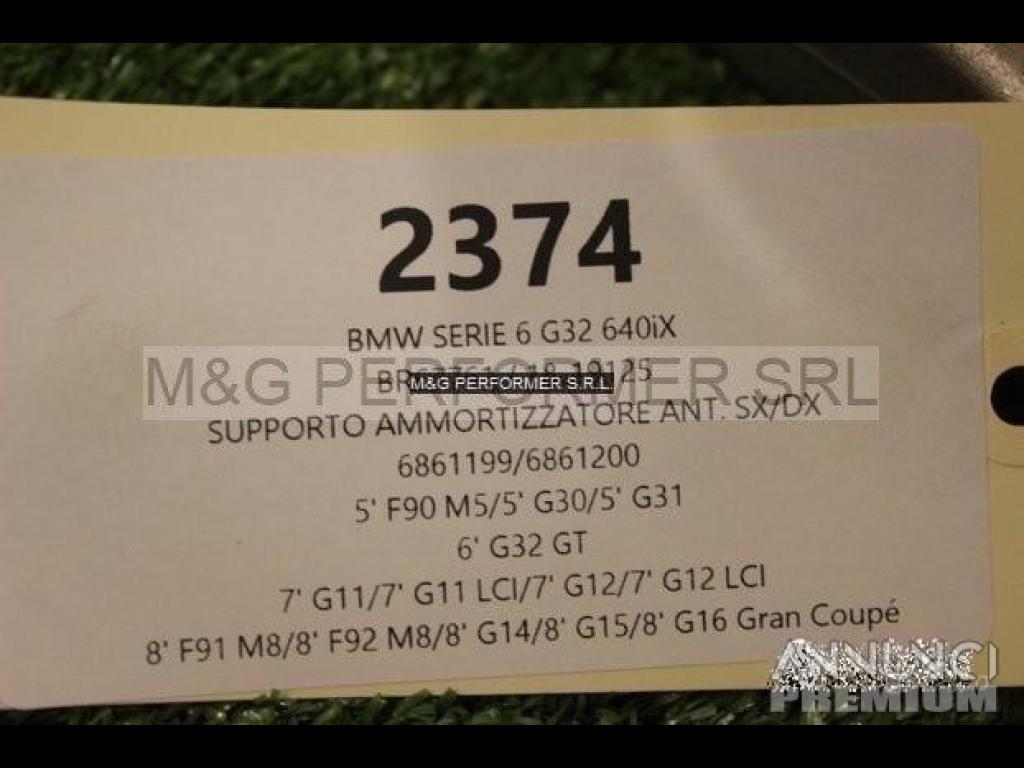 2374
BMW SERIE 6 G32 640iX
M&G PERFORMER SRL
M&G PERFORMER S.R.L.
SUPPORTO AMMORTIZZATORE ANT. SX/DX
6861199/6861200
5' F90 M5/5' G30/5' G31
6' G32 GT
7' G11/7' G11 LCI/7' G12/7' G12 LCI
8' F91 M8/8' F92 M8/8' G14/8' G15/8' G16 Gran Coupé
ANNUNCI
PREMIUM